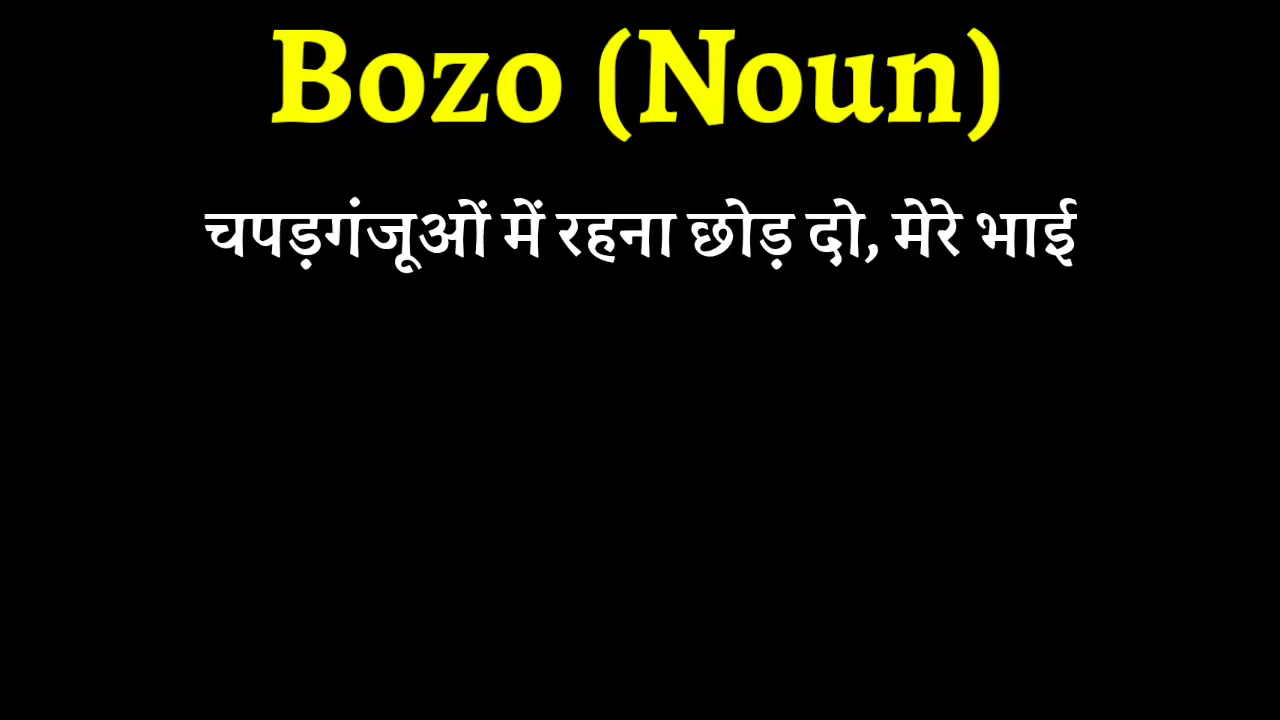 Bozo (Noun)
चपड़गंजूओं में रहना छोड़ दो, मेरे भाई